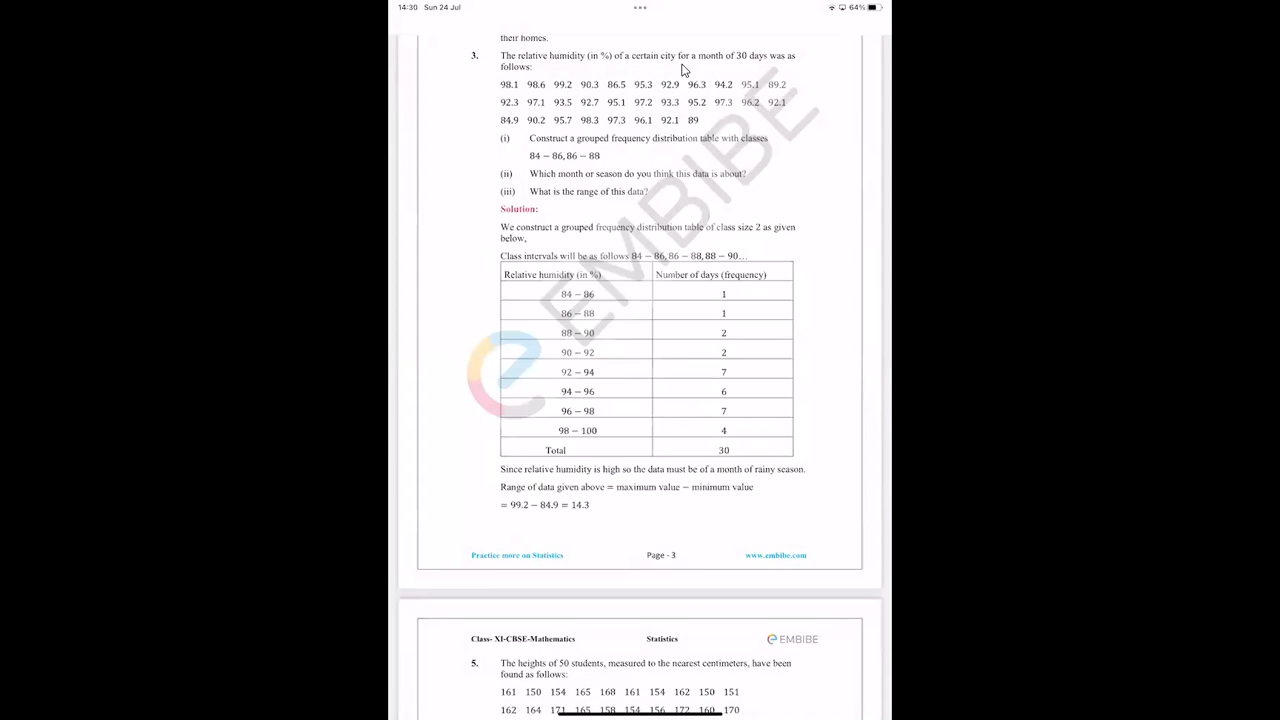 14:30 Sun 24 Jul
64%
their homes.
3. The relative humidity (in %) of a certain city for a month of 30 days was as
follows:
98.1 98.6 99.2 90.3 86.5 95.3 92.9 96.3 94.2 95.1 89.2
92.3 97.1 93.5 92.7 95.1 97.2 93.3 95.2 97.3 96.2 92.1
84.9 90.2 95.7 98.3 97.3 96.1 92.1 89
(i) Construct a grouped frequency distribution table with classes
84 – 86, 86 – 88
(ii) Which month or season do you think this data is about?
(iii) What is the range of this data?
Solution:
We construct a grouped frequency distribution table of class size 2 as given
below,
Class intervals will be as follows 84 – 86, 86 – 88, 88 – 90…
Relative humidity (in %) Number of days (frequency)
84 – 86 1
86 – 88 1
88 – 90 2
90 – 92 2
92 – 94 7
94 – 96 6
96 – 98 7
98 – 100 4
Total 30
EMBIBE
Since relative humidity is high so the data must be of a month of rainy season.
Range of data given above = maximum value − minimum value
= 99.2 − 84.9 = 14.3
Practice more on Statistics Page - 3 www.embibe.com
Class- XI-CBSE-Mathematics Statistics EMBIBE
5. The heights of 50 students, measured to the nearest centimeters, have been
found as follows:
161 150 154 165 168 161 154 162 150 151
162 164 171 165 158 154 156 172 160 170